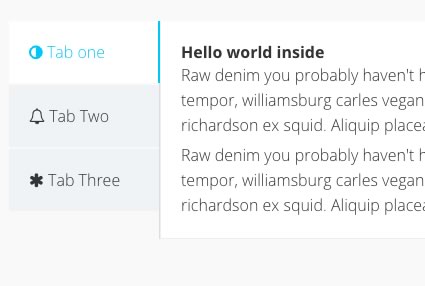 Tab one
Tab Two
Tab Three
Hello world inside
Raw denim you probably haven't h
tempor, williamsburg carles vegan
richardson ex squid. Aliquip placea
Raw denim you probably haven't h
tempor, williamsburg carles vegan
richardson ex squid. Aliquip placea